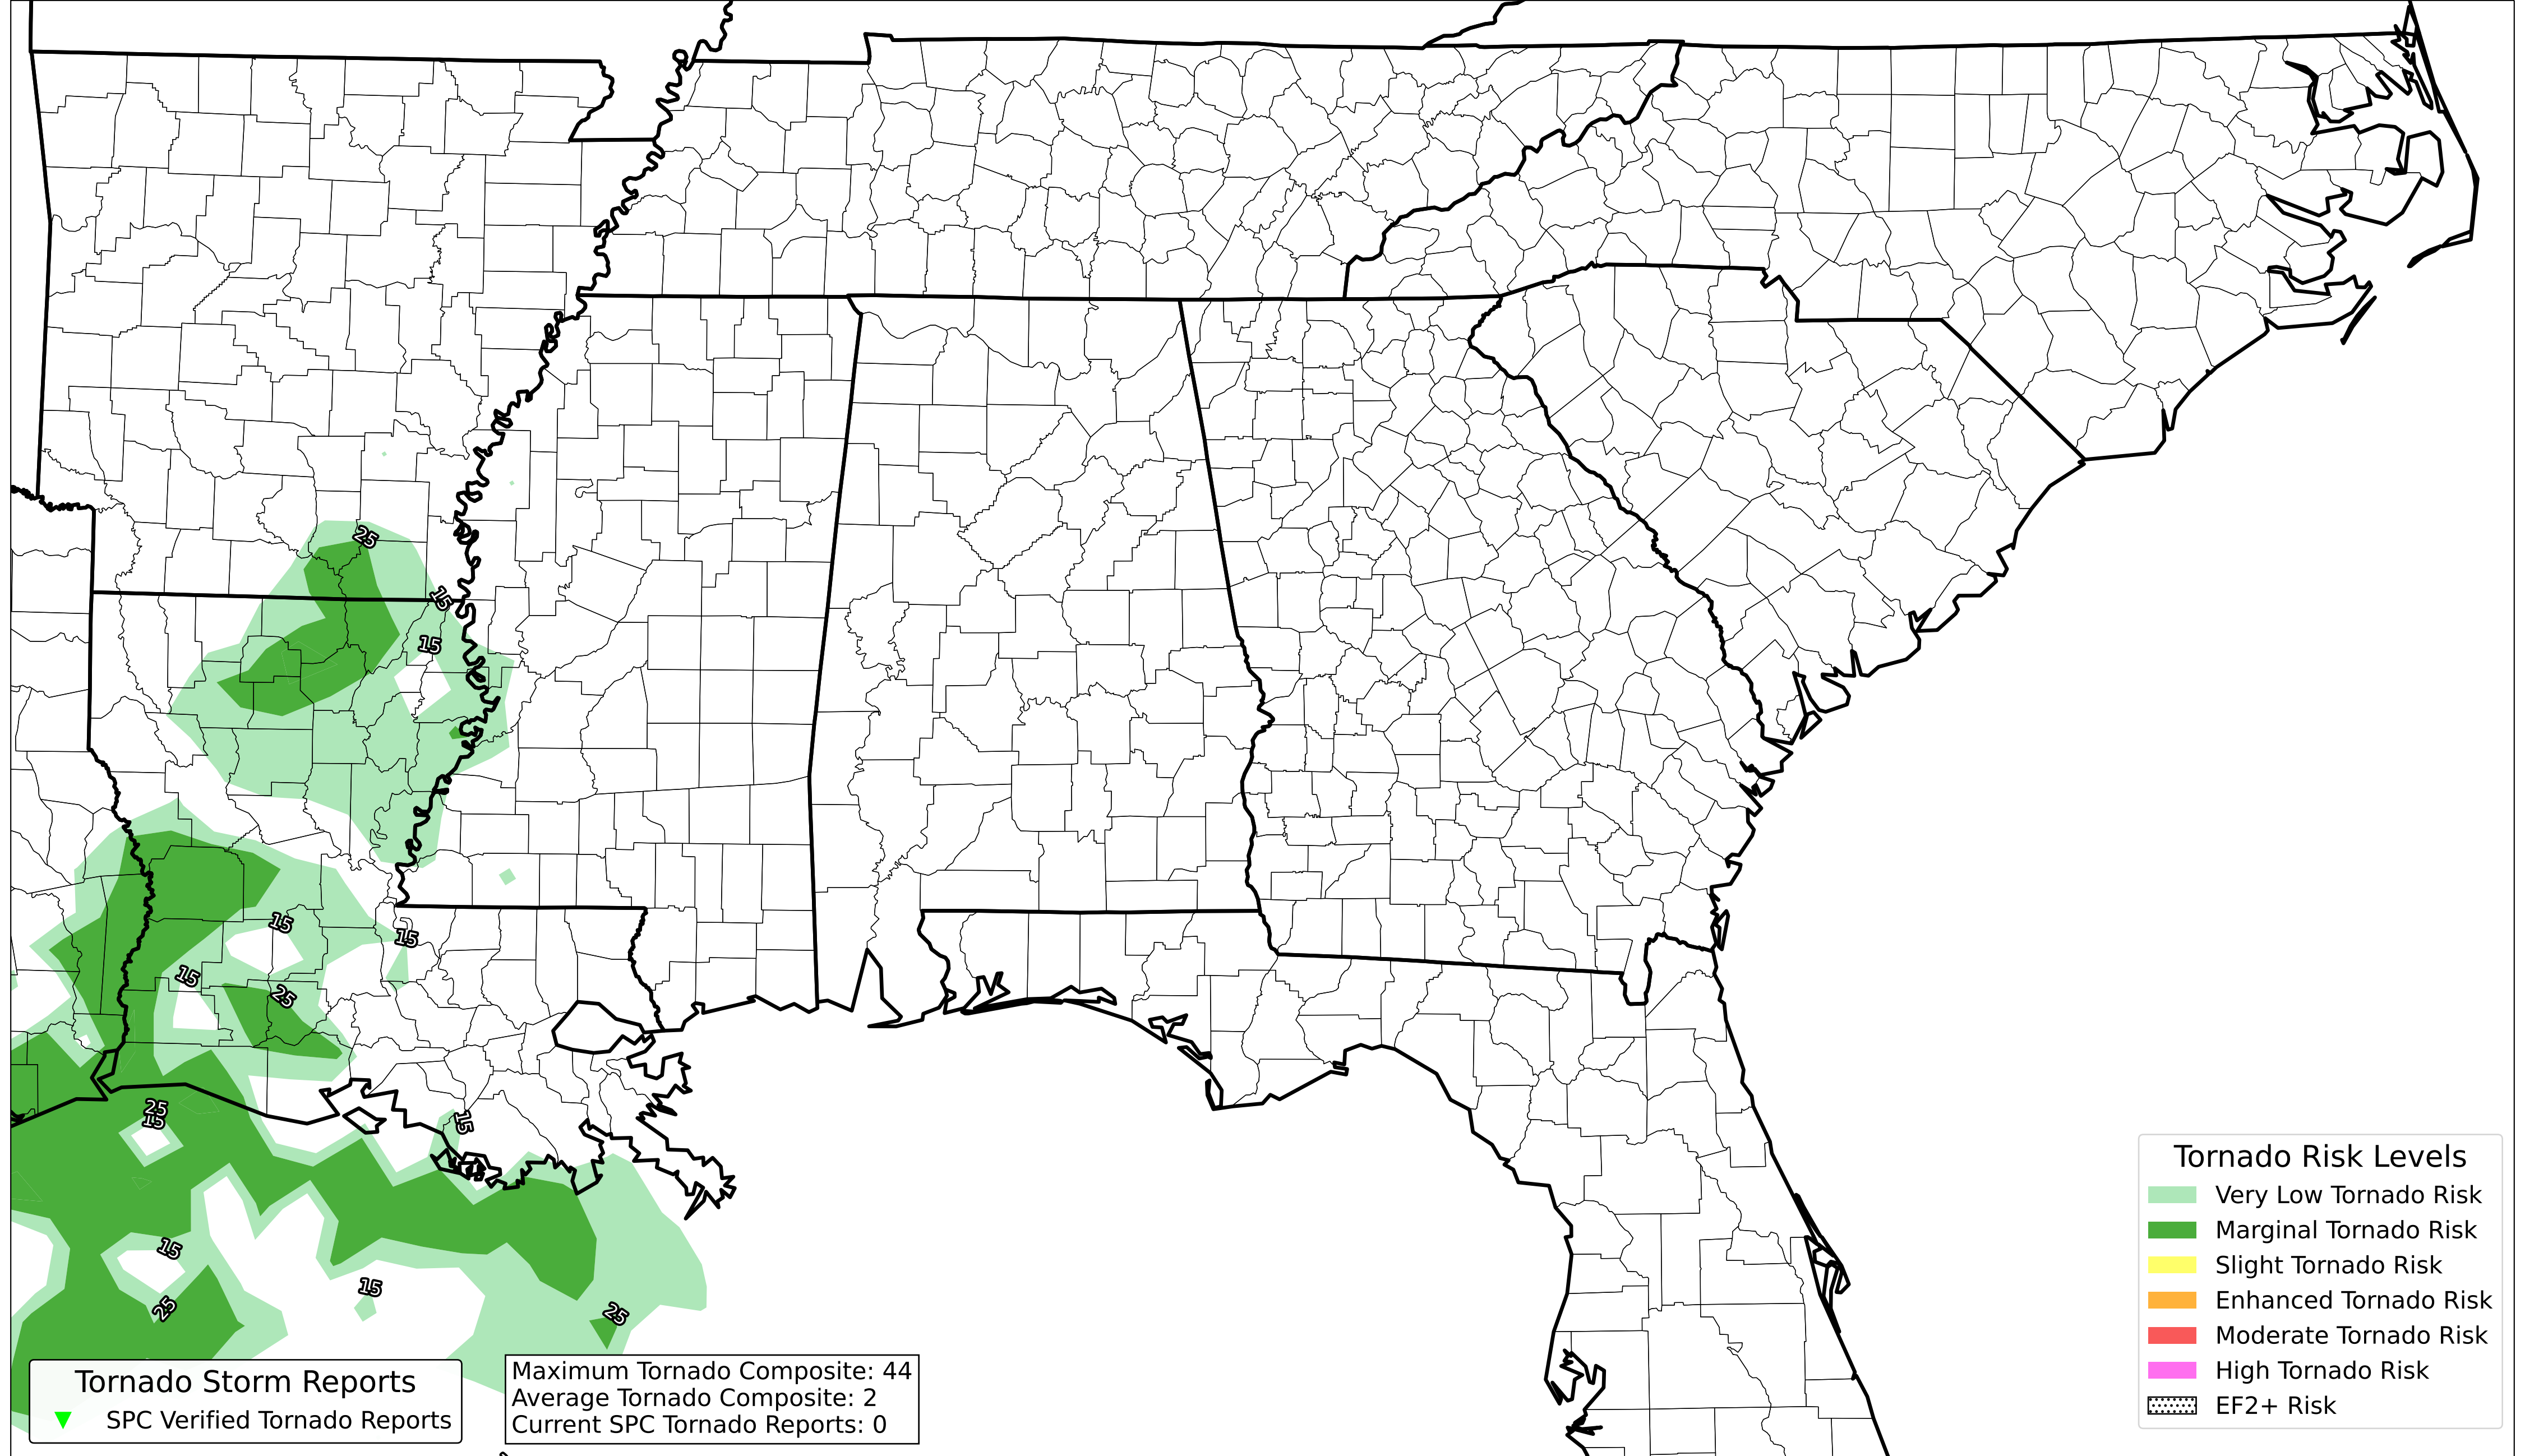 25
15
15
15
15
15
25
25
15
15
15
15
25
25
Tornado Storm Reports
SPC Verified Tornado Reports
Maximum Tornado Composite: 44
Average Tornado Composite: 2
Current SPC Tornado Reports: 0
Tornado Risk Levels
Very Low Tornado Risk
Marginal Tornado Risk
Slight Tornado Risk
Enhanced Tornado Risk
Moderate Tornado Risk
High Tornado Risk
EF2+ Risk